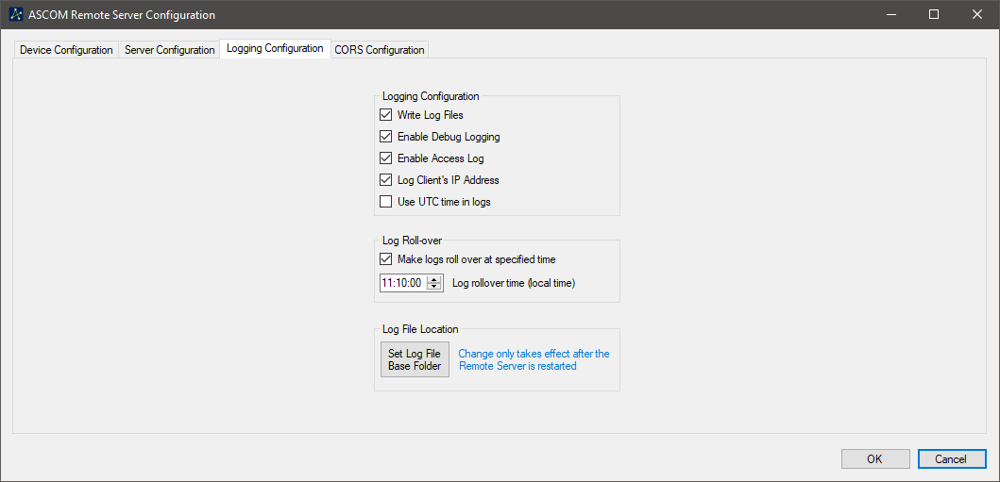 ASCOM Remote Server Configuration
Device Configuration
Server Configuration
Logging Configuration
CORS Configuration
Logging Configuration
Write Log Files
Enable Debug Logging
Enable Access Log
Log Client's IP Address
Use UTC time in logs
Log Roll-over
Make logs roll over at specified time
11:10:00
Log rollover time (local time)
Log File Location
Set Log File
Base Folder
Change only takes effect after the
Remote Server is restarted
OK
Cancel